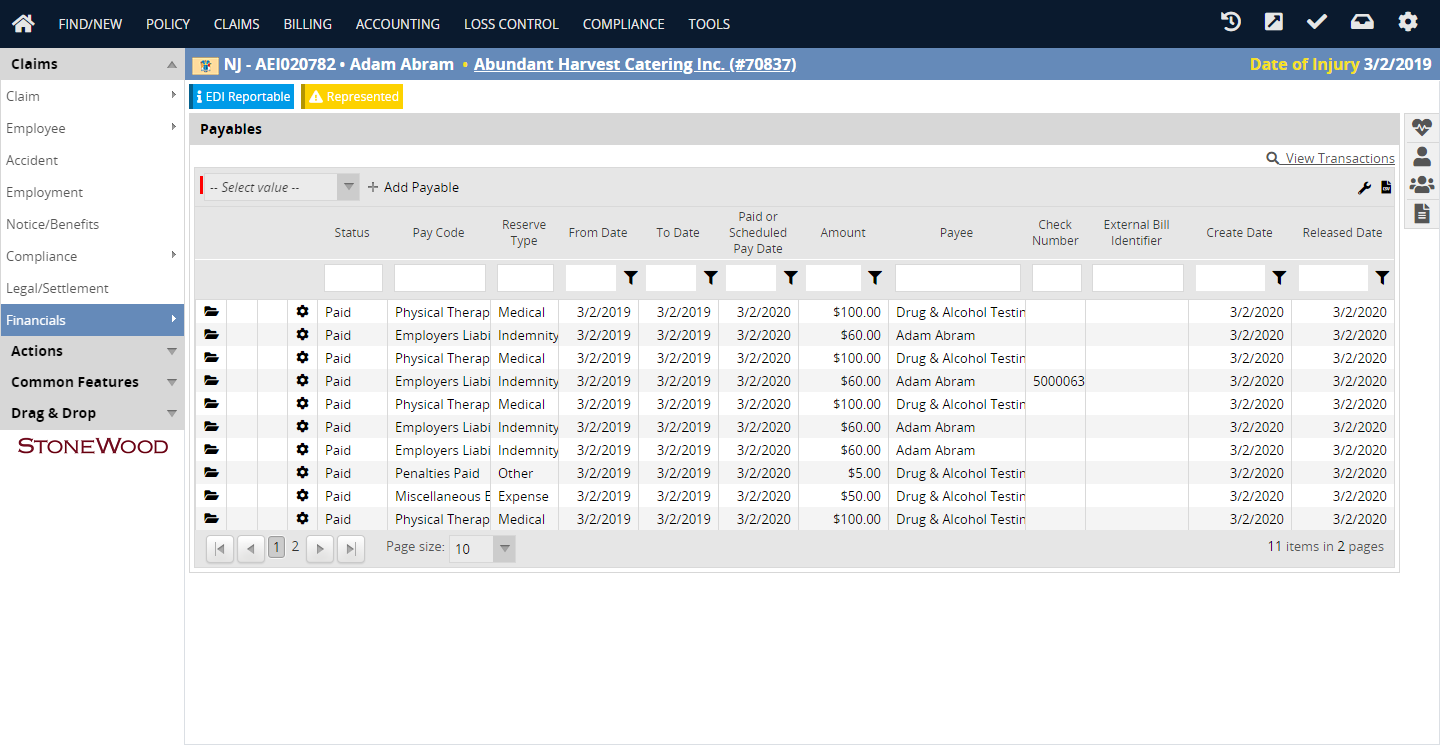 FIND/NEW POLICY CLAIMS BILLING ACCOUNTING LOSS CONTROL COMPLIANCE TOOLS
Claims
NJ - AEI020782 • Adam Abram • Abundant Harvest Catering Inc. (#70837)
Date of Injury 3/2/2019
Claim
Employee
Accident
Employment
Notice/Benefits
Compliance
Legal/Settlement
Financials
Actions
Common Features
Drag & Drop
STONEWOOD
EDI Reportable
Represented
Payables
View Transactions
-- Select value --
Add Payable
CSV
Status
Pay Code
Reserve
Type
From Date
To Date
Paid or
Scheduled
Pay Date
Amount
Payee
Check
Number
External Bill
Identifier
Create Date
Released Date
Paid Physical Therap Medical 3/2/2019 3/2/2019 3/2/2020 $100.00 Drug & Alcohol Testin 3/2/2020 3/2/2020
Paid Employers Liabi Indemnity 3/2/2019 3/2/2019 3/2/2020 $60.00 Adam Abram 3/2/2020 3/2/2020
Paid Physical Therap Medical 3/2/2019 3/2/2019 3/2/2020 $100.00 Drug & Alcohol Testin 3/2/2020 3/2/2020
Paid Employers Liabi Indemnity 3/2/2019 3/2/2019 3/2/2020 $60.00 Adam Abram 5000063 3/2/2020 3/2/2020
Paid Physical Therap Medical 3/2/2019 3/2/2019 3/2/2020 $100.00 Drug & Alcohol Testin 3/2/2020 3/2/2020
Paid Employers Liabi Indemnity 3/2/2019 3/2/2019 3/2/2020 $60.00 Adam Abram 3/2/2020 3/2/2020
Paid Employers Liabi Indemnity 3/2/2019 3/2/2019 3/2/2020 $60.00 Adam Abram 3/2/2020 3/2/2020
Paid Penalties Paid Other 3/2/2019 3/2/2019 3/2/2020 $5.00 Drug & Alcohol Testin 3/2/2020 3/2/2020
Paid Miscellaneous E Expense 3/2/2019 3/2/2019 3/2/2020 $50.00 Drug & Alcohol Testin 3/2/2020 3/2/2020
Paid Physical Therap Medical 3/2/2019 3/2/2019 3/2/2020 $100.00 Drug & Alcohol Testin 3/2/2020 3/2/2020
1 2 Page size: 10
11 items in 2 pages